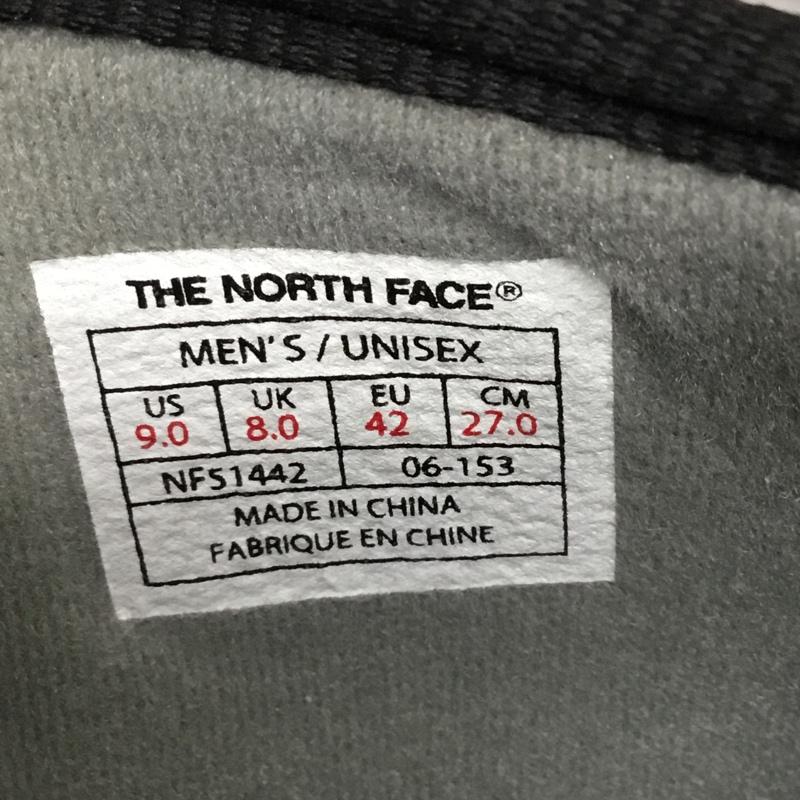 THE NORTH FACE®
MEN'S / UNISEX
US UK EU CM
9.0 8.0 42 27.0
NF51442 06-153
MADE IN CHINA
FABRIQUE EN CHINE